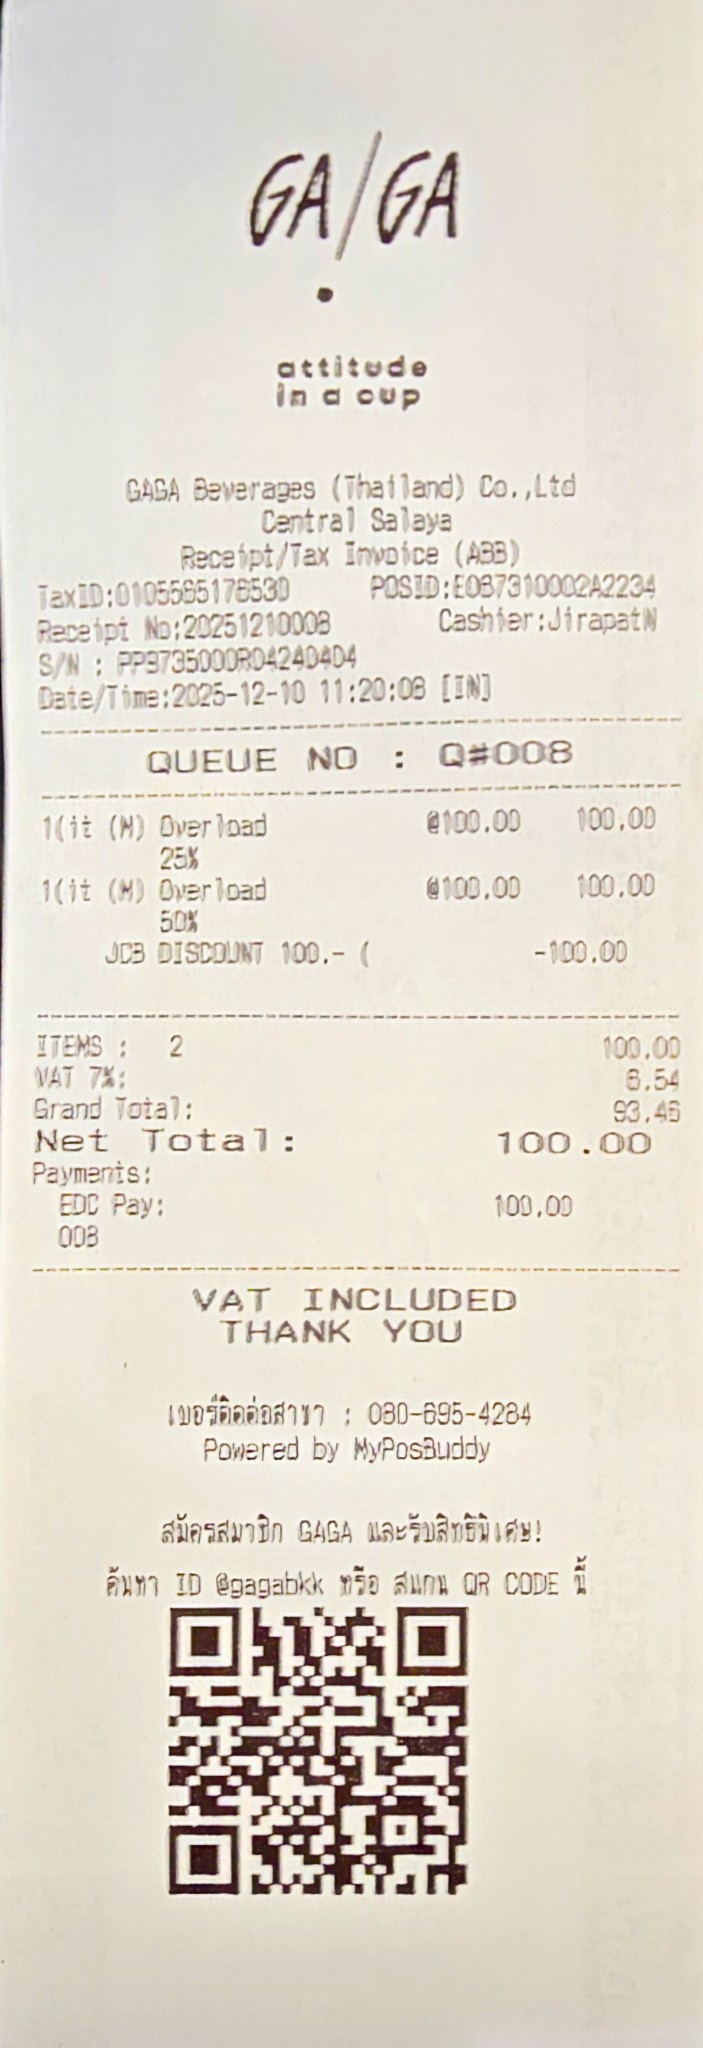 GA/GA
attitude
in a cup
GAGA Beverages (Thailand) Co.,Ltd
Central Salaya
Receipt/Tax Invoice (ABB)
TaxID:0105565176530 POSID:E087310002A2234
Receipt No:20251210008 Cashier:JirapatN
S/N : PP9735000R04240404
Date/Time:2025-12-10 11:20:08 [IN]
QUEUE NO : Q#008
1(it (M) Overload @100.00 100.00
25%
1(it (M) Overload @100.00 100.00
50%
JCB DISCOUNT 100.- ( -100.00
ITEMS : 2 100.00
VAT 7%: 6.54
Grand Total: 93.46
Net Total: 100.00
Payments:
EDC Pay: 100.00
008
VAT INCLUDED
THANK YOU
เบอร์ติดต่อสาขา : 080-695-4284
Powered by MyPosBuddy
สมัครสมาชิก GAGA และรับสิทธิพิเศษ!
ค้นหา ID @gagabkk หรือ สแกน QR CODE นี้